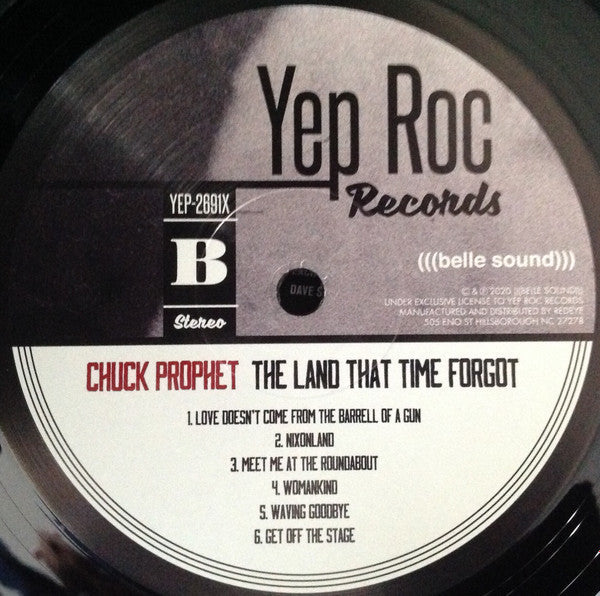 Yep Roc
Records
YEP-2691X
B
Stereo
(((belle sound)))
DAVE S
© & ℗ 2020 (((BELLE SOUND)))
UNDER EXCLUSIVE LICENSE TO YEP ROC RECORDS
MANUFACTURED AND DISTRIBUTED BY REDEYE
505 ENO ST HILLSBOROUGH NC 27278
CHUCK PROPHET THE LAND THAT TIME FORGOT
1. LOVE DOESN'T COME FROM THE BARRELL OF A GUN
2. NIXONLAND
3. MEET ME AT THE ROUNDABOUT
4. WOMANKIND
5. WAVING GOODBYE
6. GET OFF THE STAGE